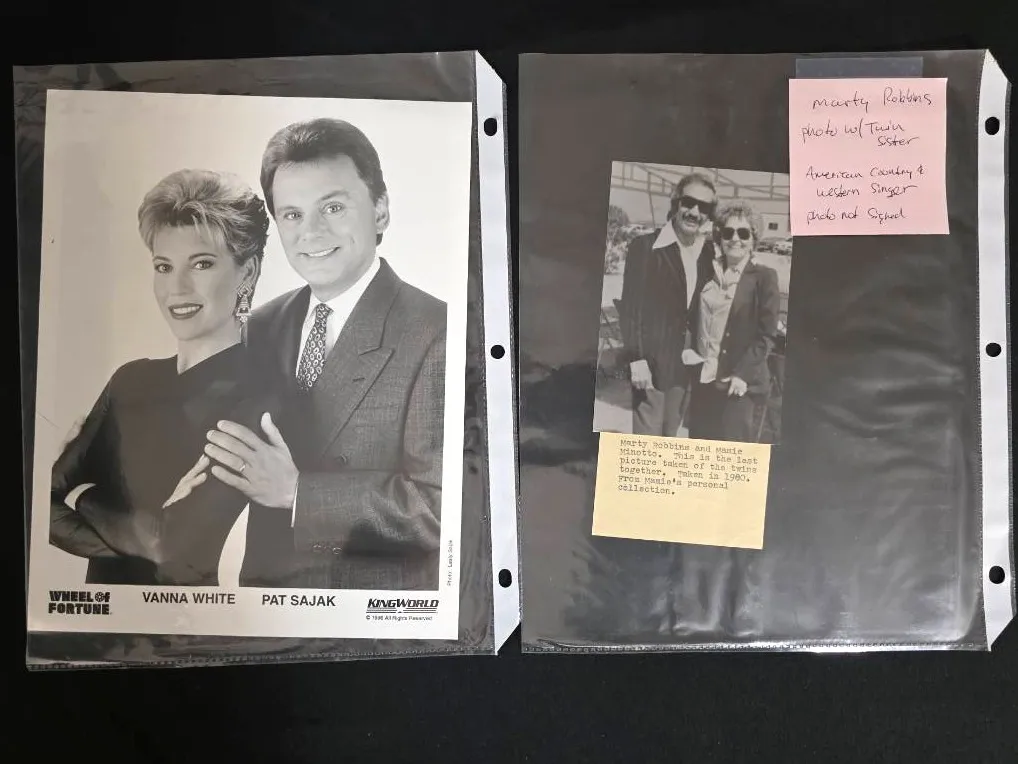 WHEEL OF
FORTUNE
VANNA WHITE PAT SAJAK
KINGWORLD
© 1996 All Rights Reserved
Marty Robbins
photo w/ Twin
Sister
American Country &
western Singer
photo not signed
Marty Robbins and Mamie
Minotto. This is the last
picture taken of the twins
together. Taken in 1980.
From Mamie's personal
collection.